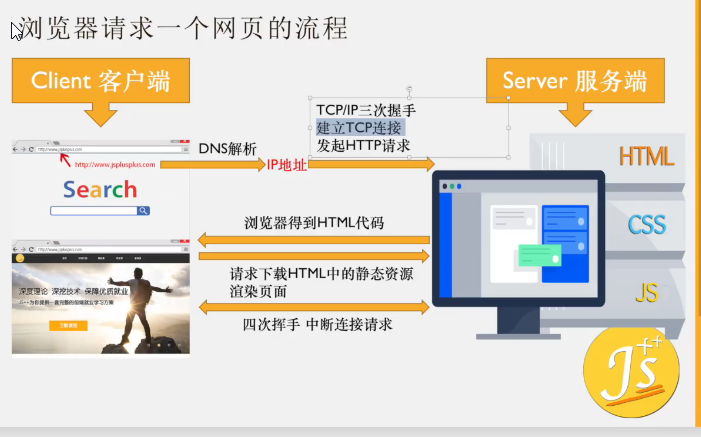 浏览器请求一个网页的流程
Client 客户端
Server 服务端
TCP/IP三次握手
建立TCP连接
发起HTTP请求
DNS解析
IP地址
http://www.jsplusplus.com
Search
HTML
CSS
JS
浏览器得到HTML代码
请求下载HTML中的静态资源
渲染页面
四次挥手 中断连接请求
深度理论 深挖技术 保障优质就业
了解课程
Js++